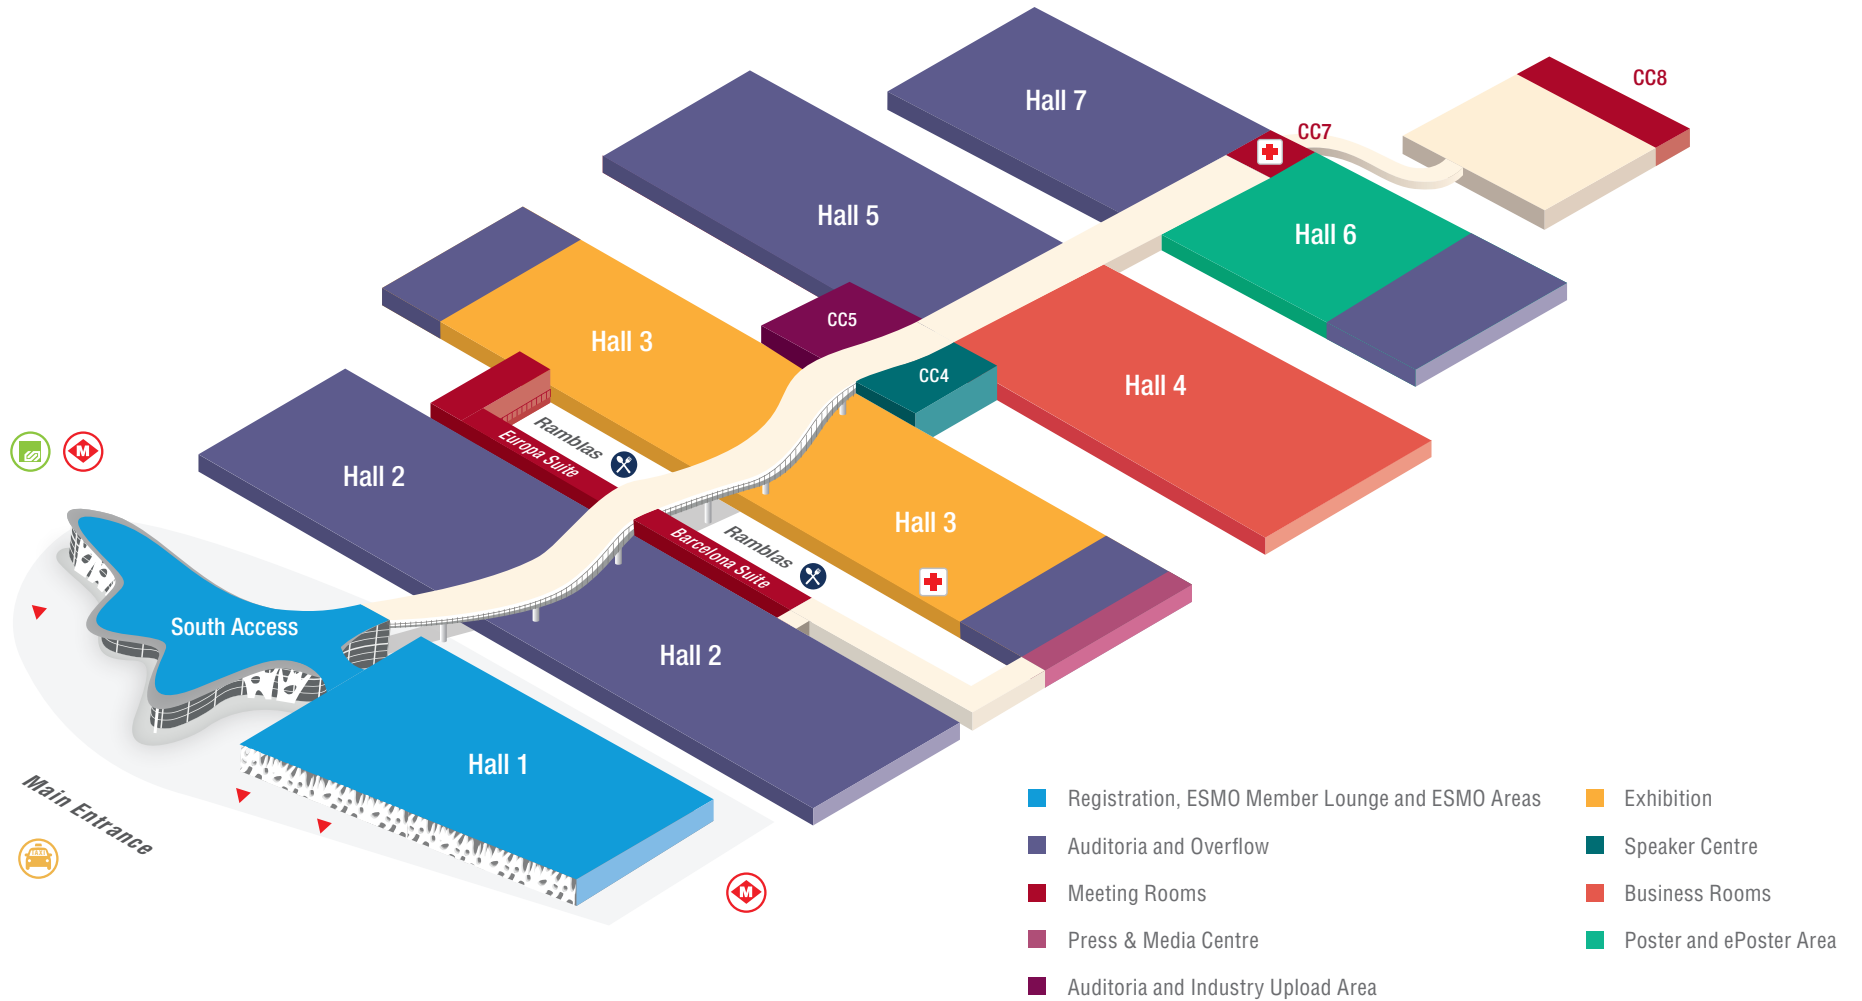 Hall 7
CC8
CC7
Hall 5
Hall 6
CC5
Hall 3
CC4
Hall 4
Ramblas
Europa Suite
Hall 2
M
Hall 3
Ramblas
Barcelona Suite
South Access
Hall 2
Hall 1
Main Entrance
TAXI
M
Registration, ESMO Member Lounge and ESMO Areas
Auditoria and Overflow
Meeting Rooms
Press & Media Centre
Auditoria and Industry Upload Area
Exhibition
Speaker Centre
Business Rooms
Poster and ePoster Area